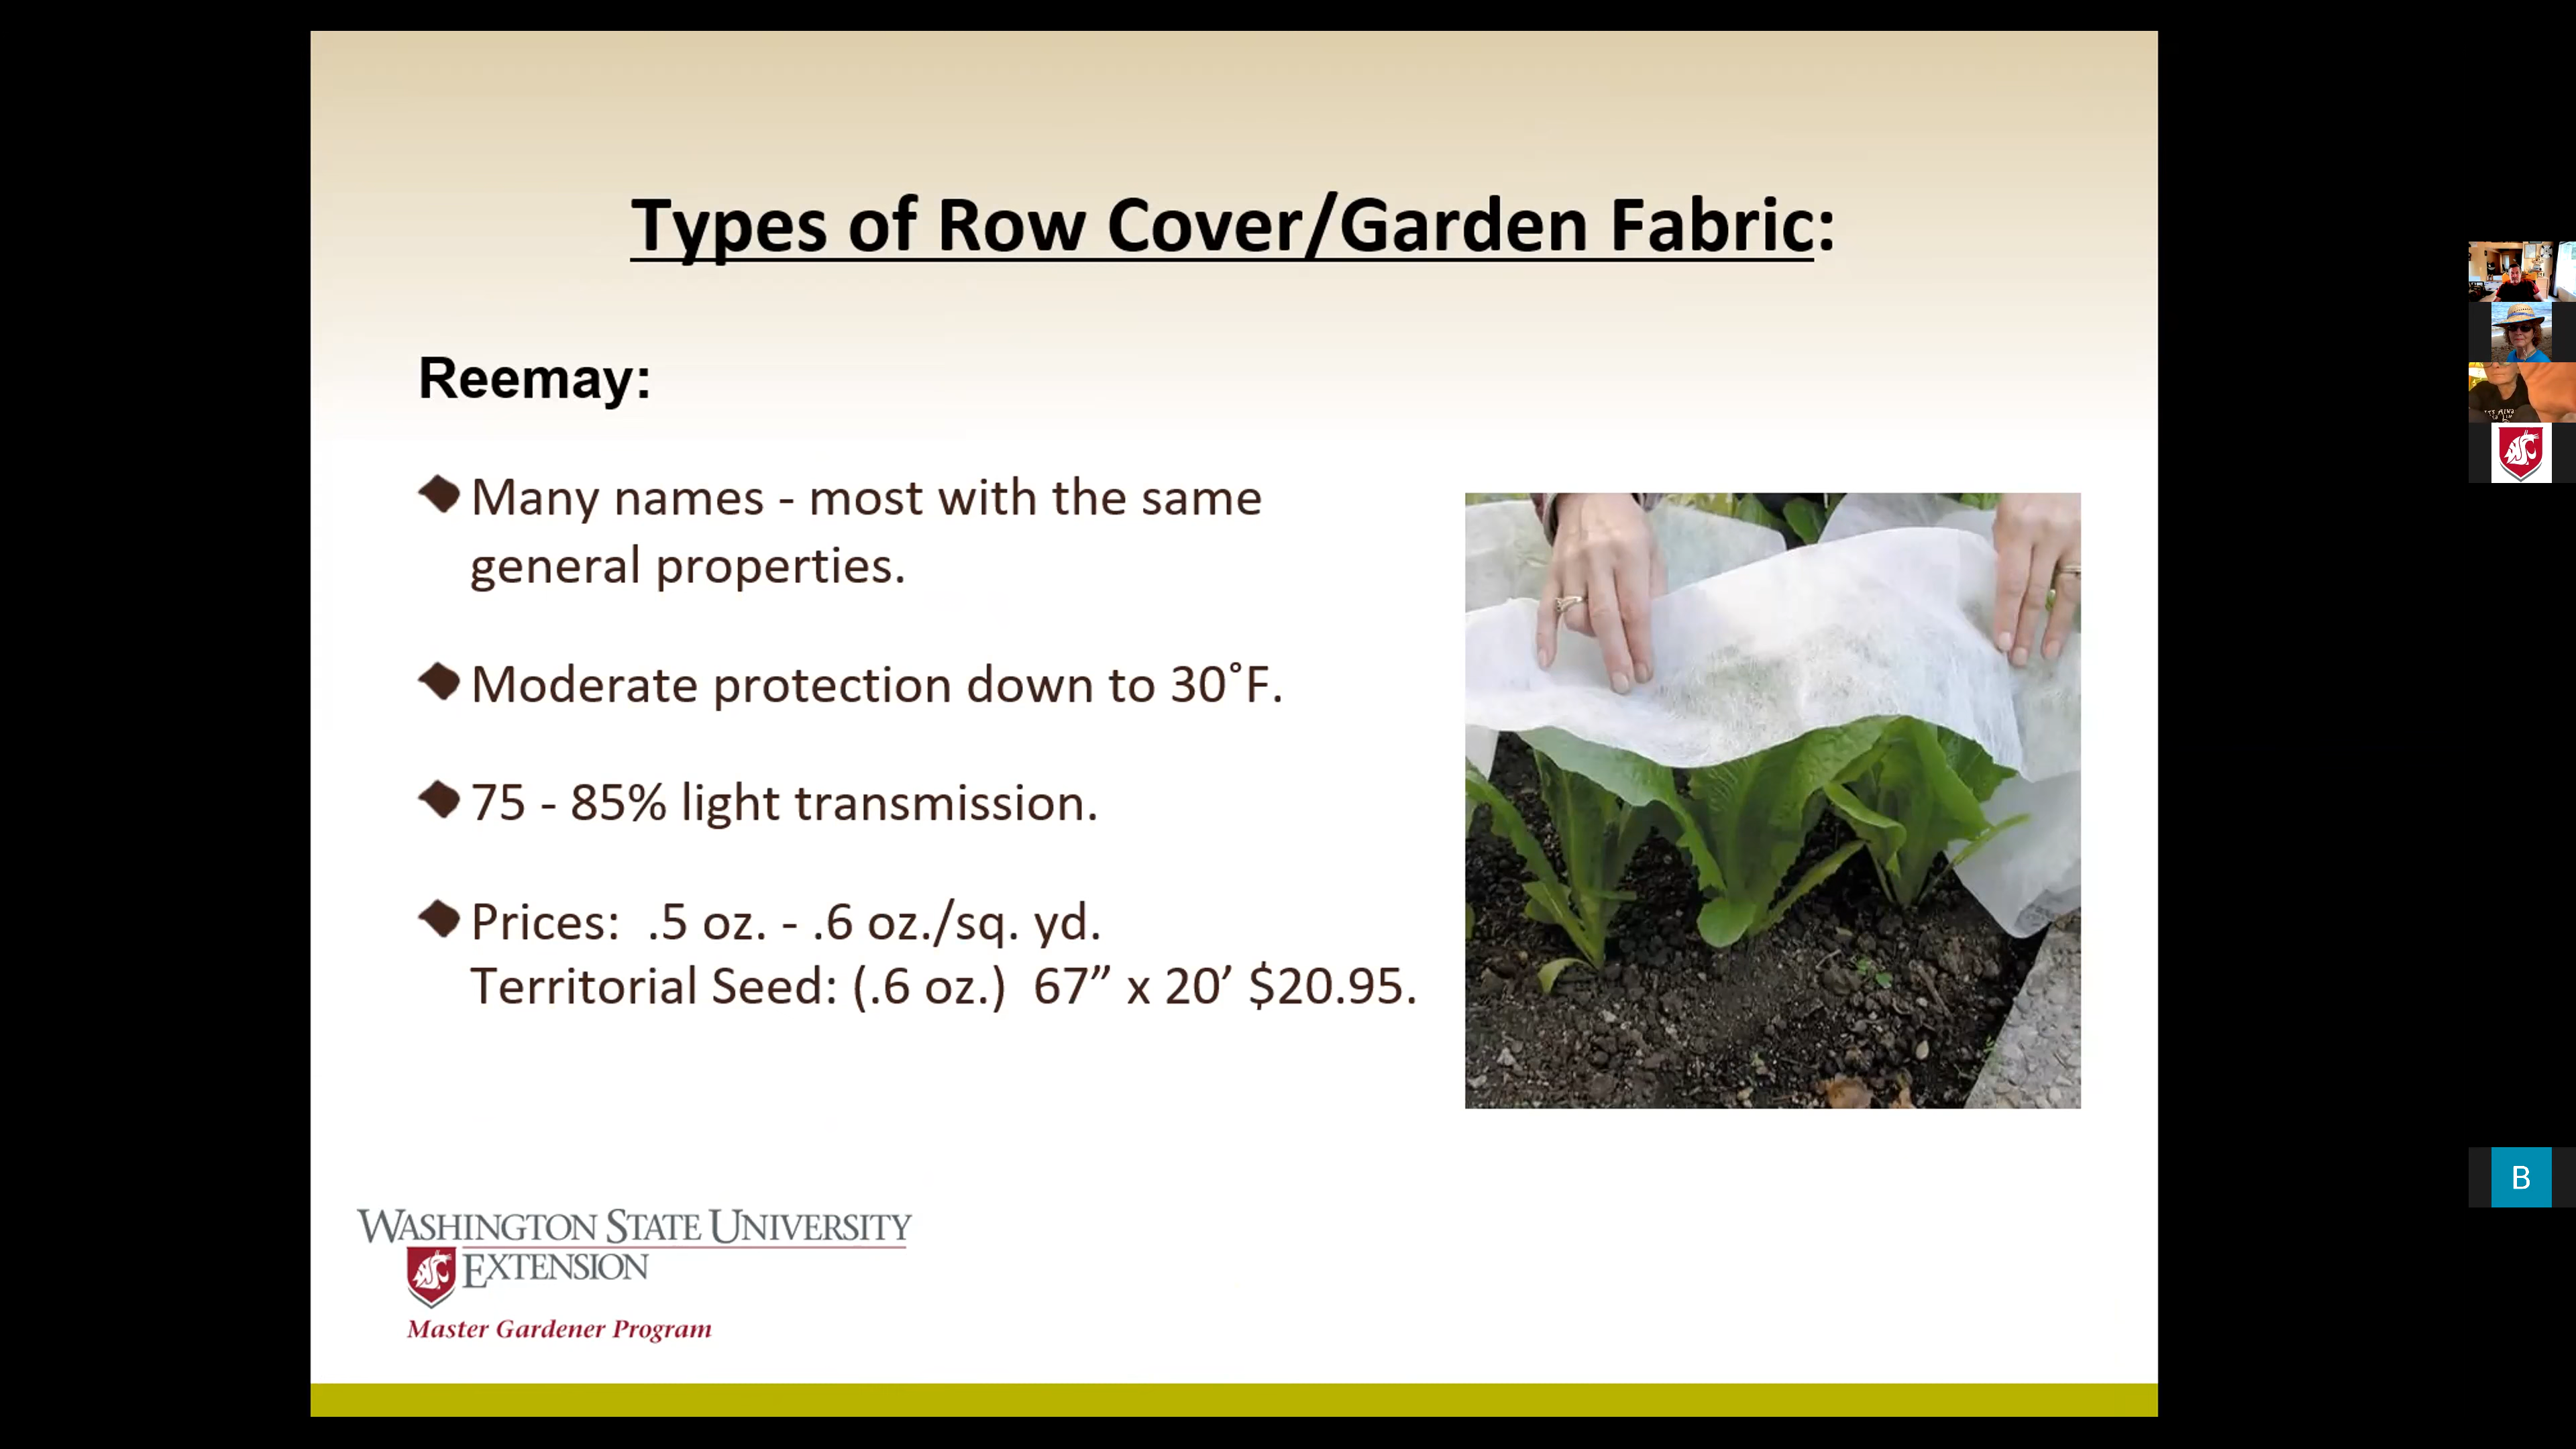 Types of Row Cover/Garden Fabric:
Reemay:
Many names - most with the same
general properties.
Moderate protection down to 30˚F.
75 - 85% light transmission.
Prices:  .5 oz. - .6 oz./sq. yd.
Territorial Seed: (.6 oz.)  67” x 20’ $20.95.
WASHINGTON STATE UNIVERSITY
EXTENSION
Master Gardener Program
B